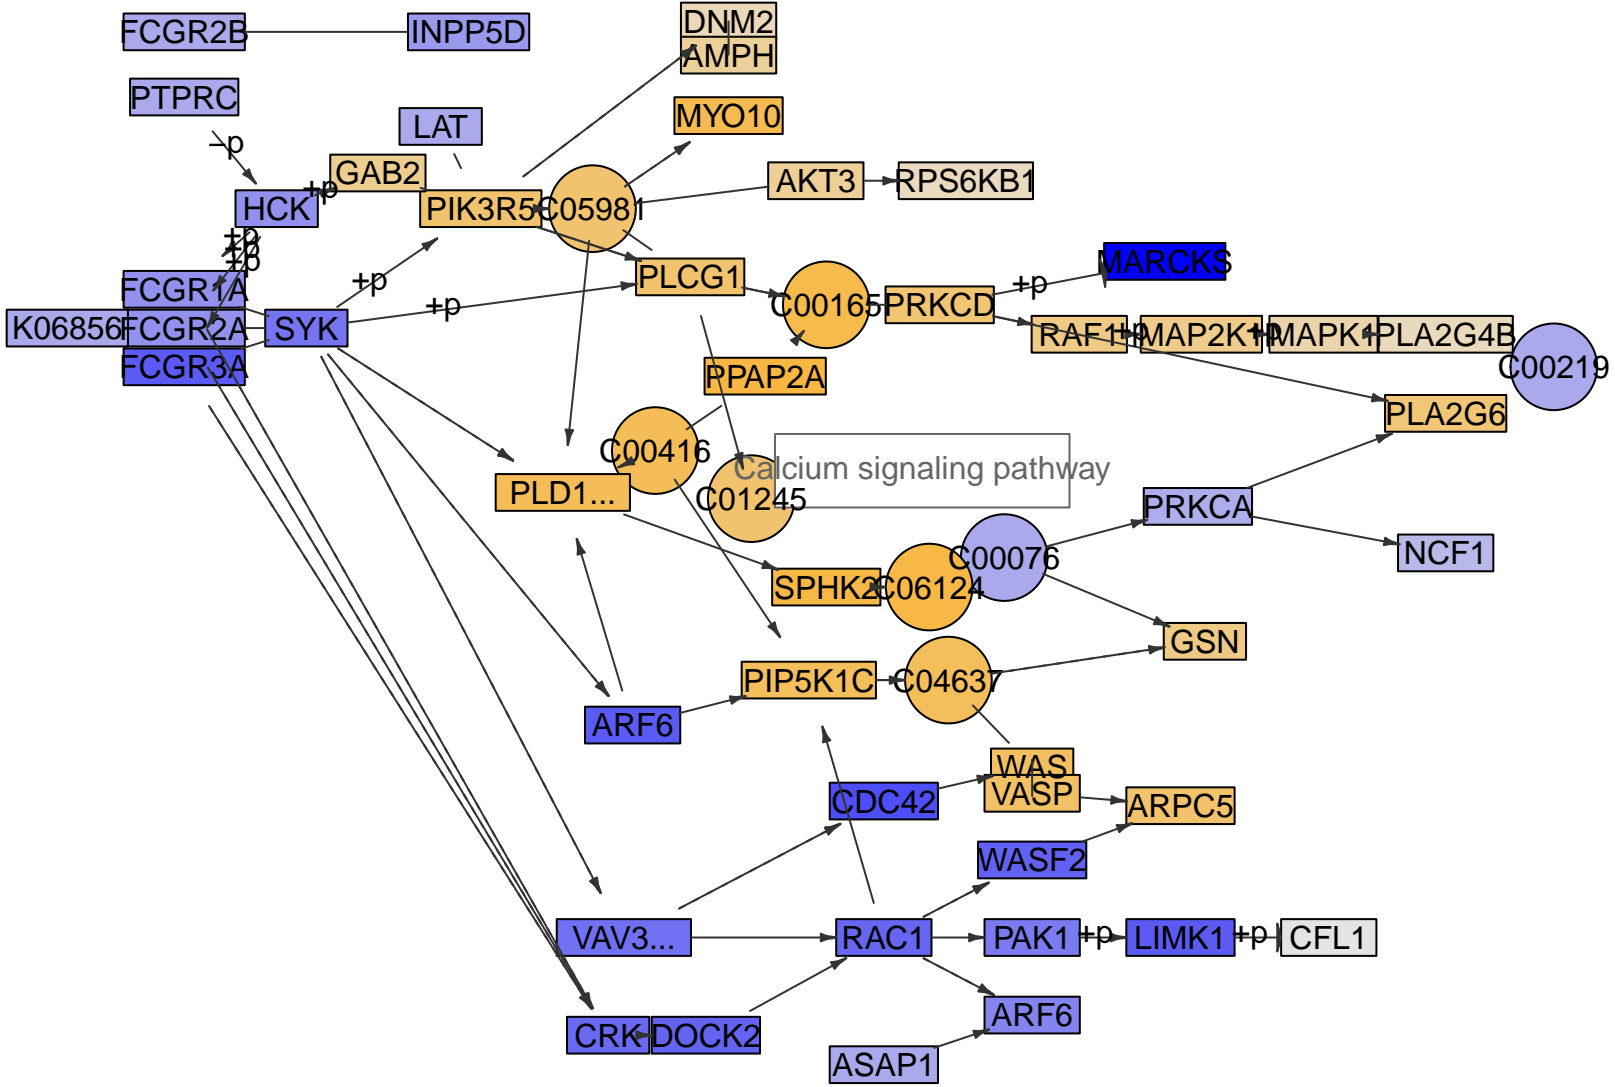 DNM2
FCGR2B
INPP5D
AMPH
PTPRC
MYO10
LAT
–p
GAB2
+p
AKT3
RPS6KB1
HCK
PIK3R5
C05981
+p
+p
+p
MARCKS
PLCG1
+p
+p
FCGR1A
+p
C00165
PRKCD
K06856
FCGR2A
SYK
RAF1
+p
MAP2K1
+p
MAPK1
PLA2G4B
FCGR3A
PPAP2A
C00219
PLA2G6
C00416
Calcium signaling pathway
PLD1...
C01245
PRKCA
NCF1
C00076
SPHK2
C06124
GSN
PIP5K1C
C04637
ARF6
WAS
VASP
CDC42
ARPC5
WASF2
VAV3...
RAC1
PAK1
+p
LIMK1
+p
CFL1
ARF6
CRK
DOCK2
ASAP1